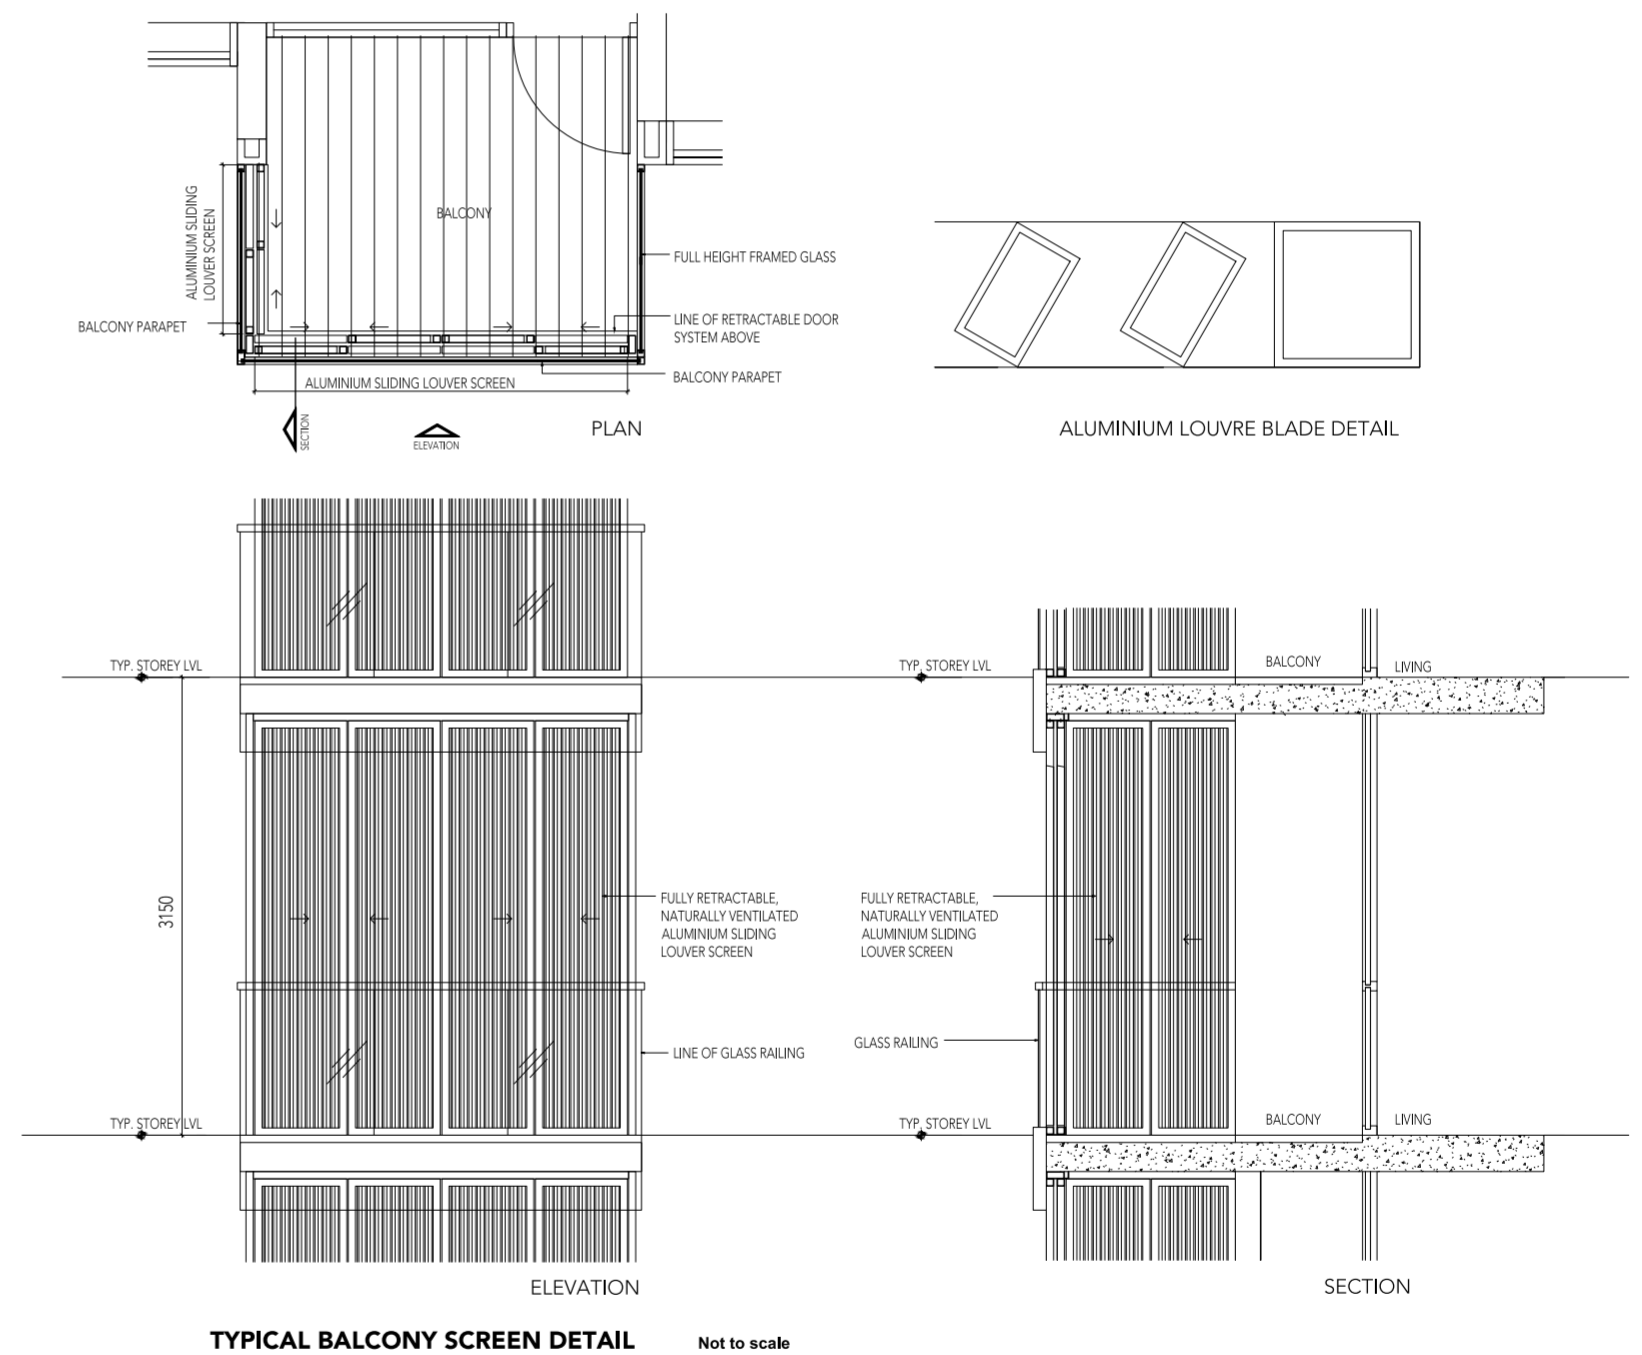 ALUMINIUM SLIDING
LOUVER SCREEN
BALCONY
FULL HEIGHT FRAMED GLASS
BALCONY PARAPET
LINE OF RETRACTABLE DOOR
SYSTEM ABOVE
BALCONY PARAPET
ALUMINIUM SLIDING LOUVER SCREEN
SECTION
ELEVATION
PLAN
ALUMINIUM LOUVRE BLADE DETAIL
TYP. STOREY LVL
TYP. STOREY LVL
BALCONY
LIVING
3150
FULLY RETRACTABLE,
NATURALLY VENTILATED
ALUMINIUM SLIDING
LOUVER SCREEN
FULLY RETRACTABLE,
NATURALLY VENTILATED
ALUMINIUM SLIDING
LOUVER SCREEN
LINE OF GLASS RAILING
GLASS RAILING
TYP. STOREY LVL
TYP. STOREY LVL
BALCONY
LIVING
ELEVATION
SECTION
TYPICAL BALCONY SCREEN DETAIL
Not to scale